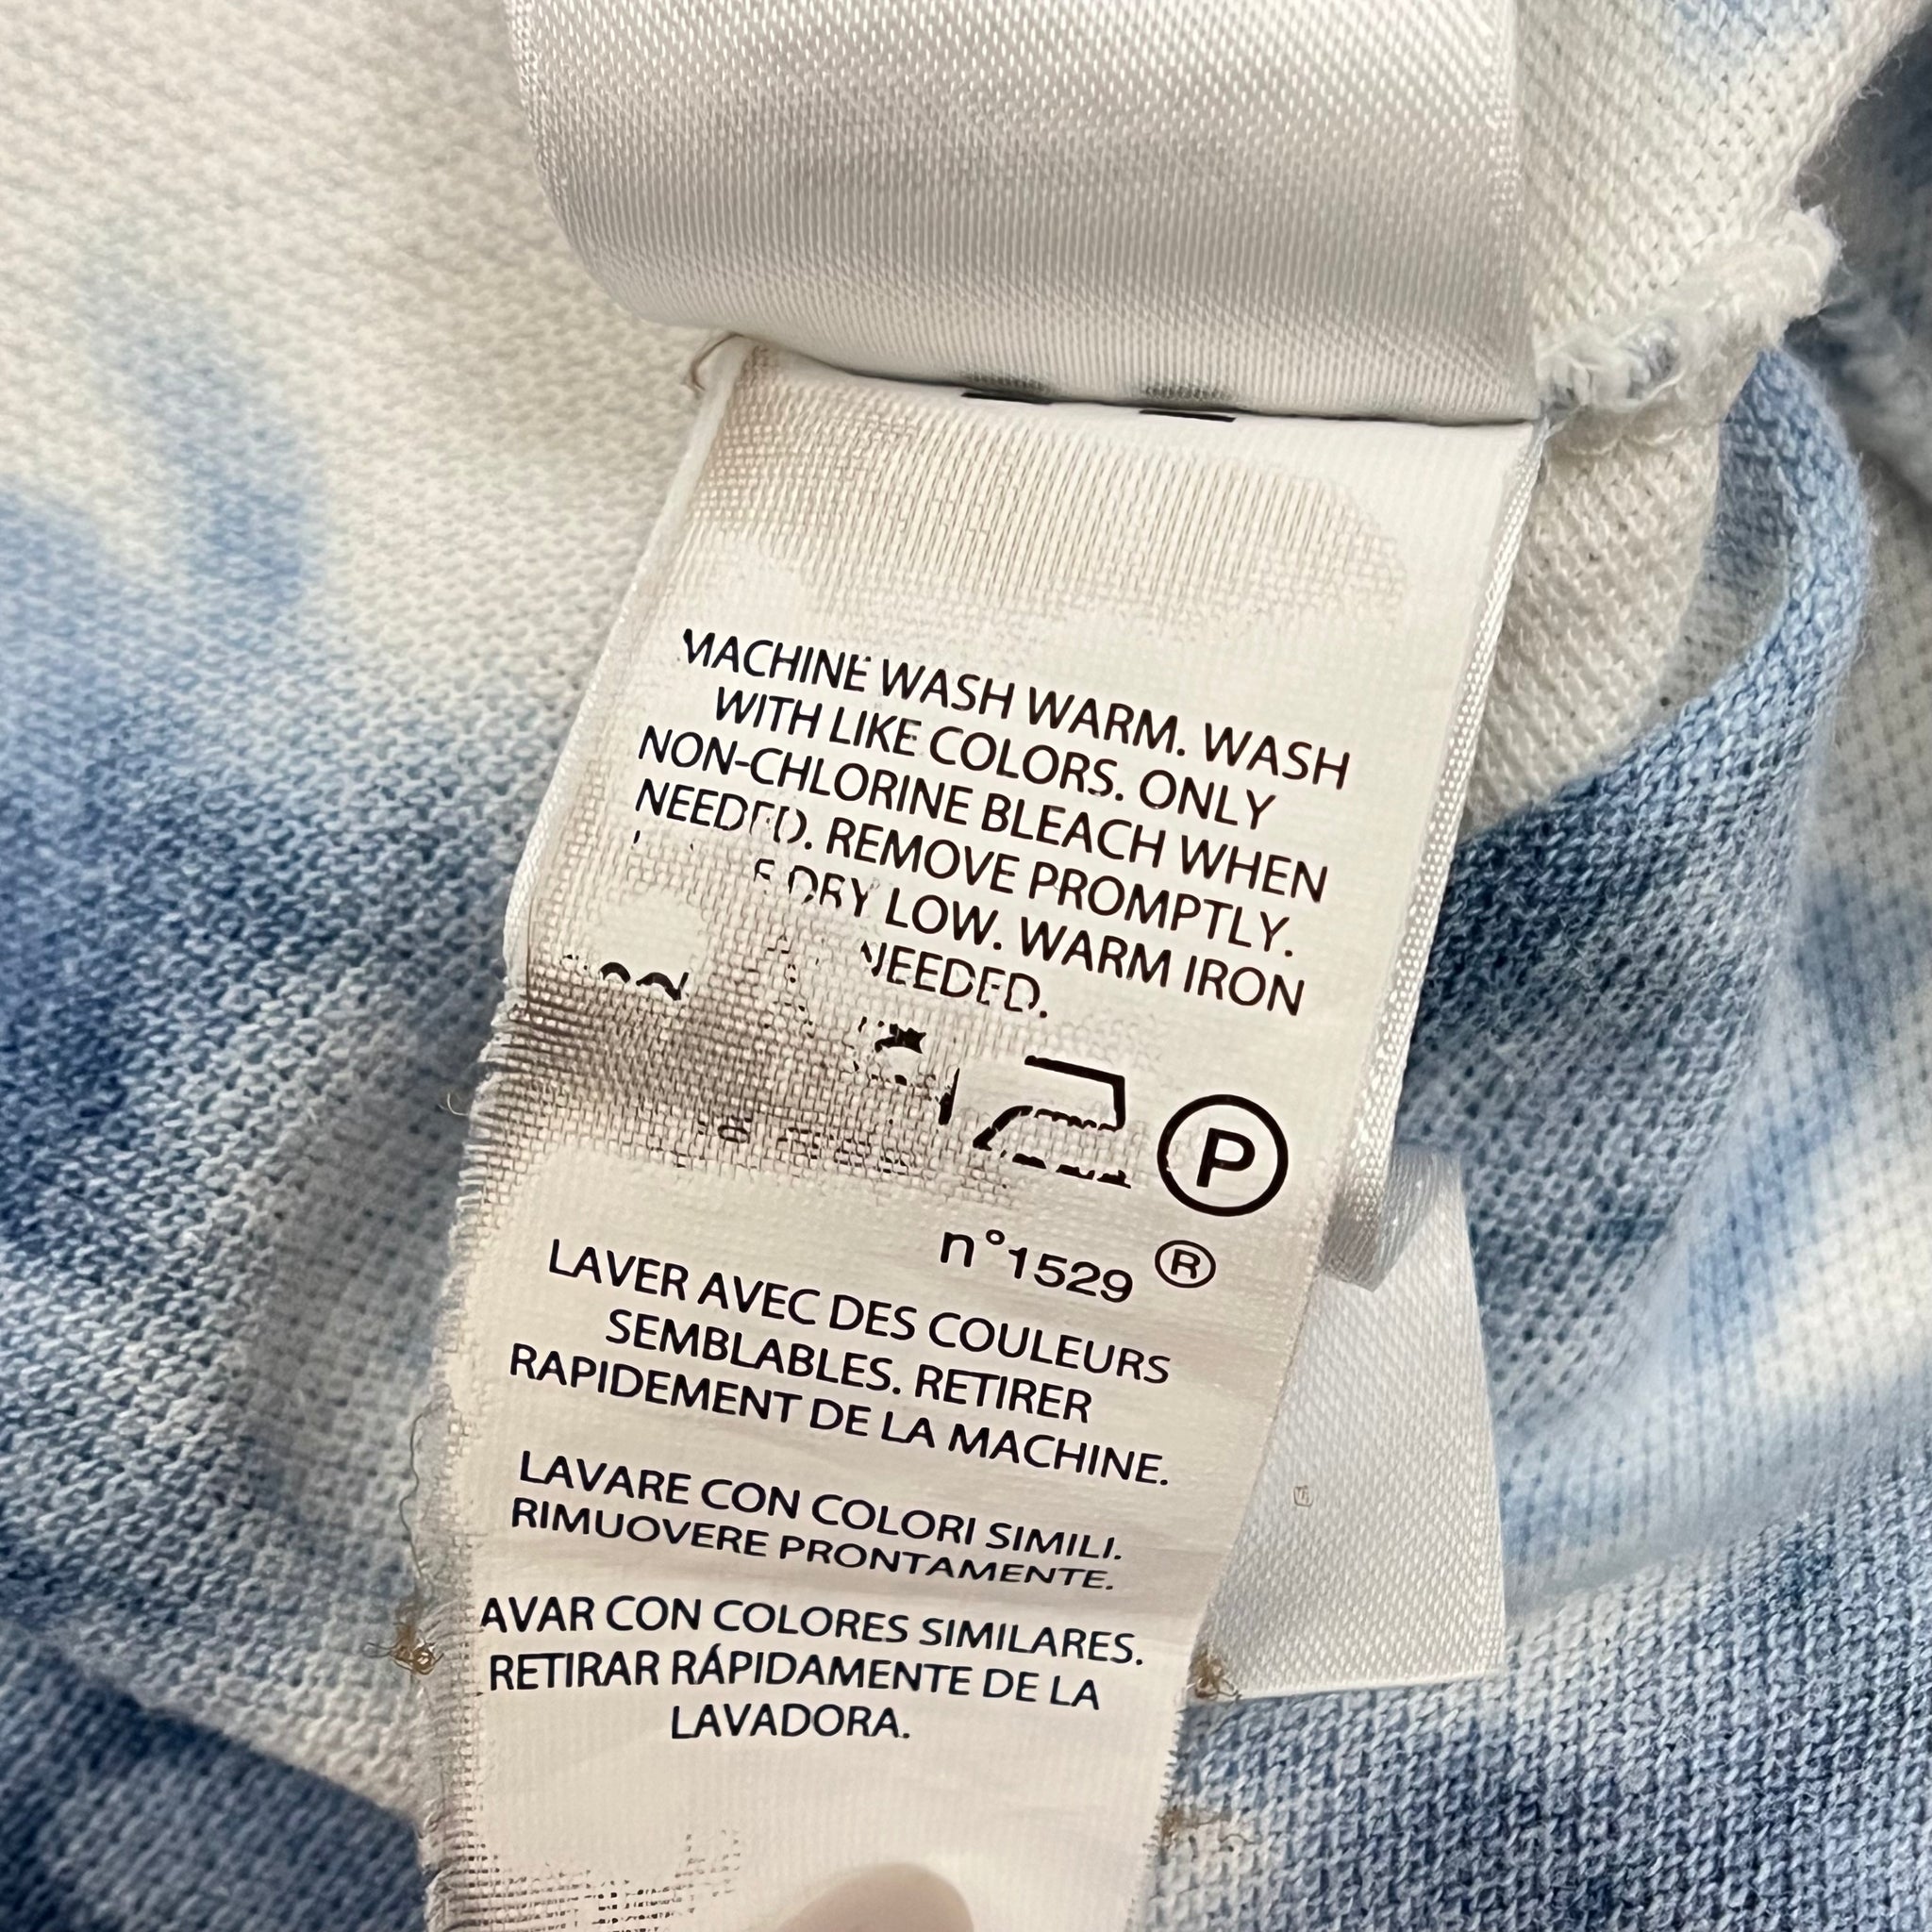 MACHINE WASH WARM. WASH
WITH LIKE COLORS. ONLY
NON-CHLORINE BLEACH WHEN
NEEDED. REMOVE PROMPTLY.
DRY LOW. WARM IRON
NEEDED.
P
n°1529 ®
LAVER AVEC DES COULEURS
SEMBLABLES. RETIRER
RAPIDEMENT DE LA MACHINE.
LAVARE CON COLORI SIMILI.
RIMUOVERE PRONTAMENTE.
AVAR CON COLORES SIMILARES.
RETIRAR RÁPIDAMENTE DE LA
LAVADORA.